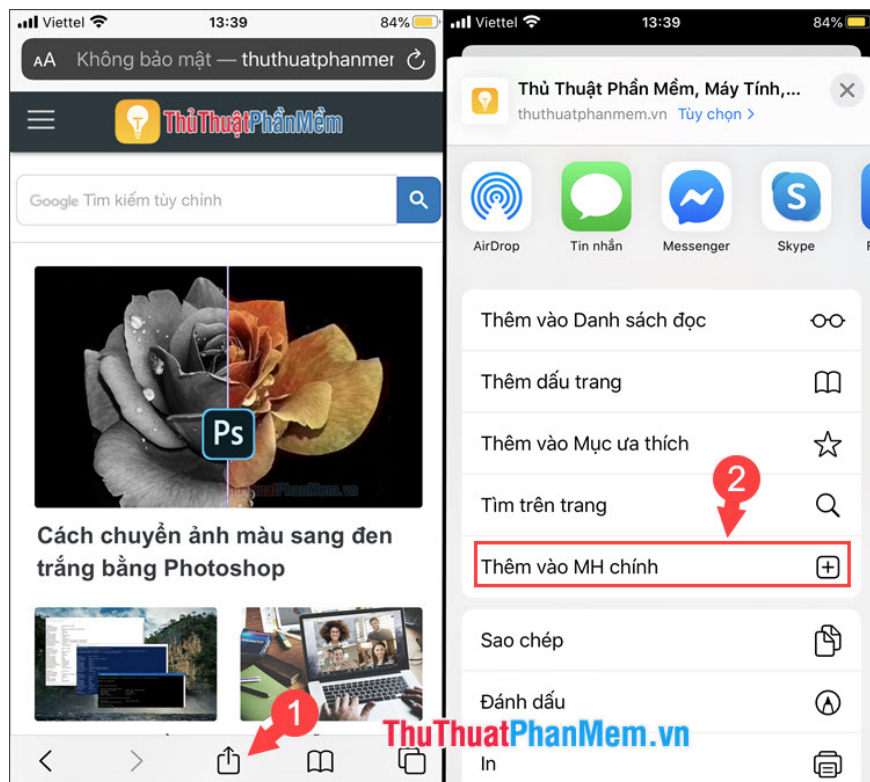 Viettel 13:39 84%
AA Không bảo mật — thuthuatphanmer
ThủThuậtPhầnMềm
Google Tìm kiếm tùy chỉnh
Ps
ThuThuatPhanMem.vn
Cách chuyển ảnh màu sang đen
trắng bằng Photoshop
1
Viettel 13:39 84%
Thủ Thuật Phần Mềm, Máy Tính,...
thuthuatphanmem.vn Tùy chọn >
S
AirDrop Tin nhắn Messenger Skype
Thêm vào Danh sách đọc
Thêm dấu trang
Thêm vào Mục ưa thích
2
Tìm trên trang
Thêm vào MH chính
Sao chép
Đánh dấu
ThuThuatPhanMem.vn
In